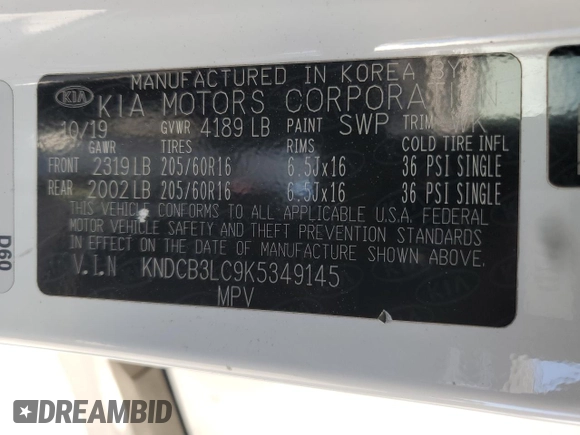 MANUFACTURED IN KOREA BY
KIA KIA MOTORS CORPORATION
10/19 GVWR 4189 LB PAINT SWP TRIM
GAWR TIRES RIMS COLD TIRE INFL
FRONT 2319 LB 205/60R16 6.5Jx16 36 PSI SINGLE
REAR 2002 LB 205/60R16 6.5Jx16 36 PSI SINGLE
THIS VEHICLE CONFORMS TO ALL APPLICABLE U.S.A. FEDERAL
MOTOR VEHICLE SAFETY AND THEFT PREVENTION STANDARDS
IN EFFECT ON THE DATE OF MANUFACTURE SHOWN ABOVE.
V.I.N KNDCB3LC9K5349145
MPV
D60
DREAMBID